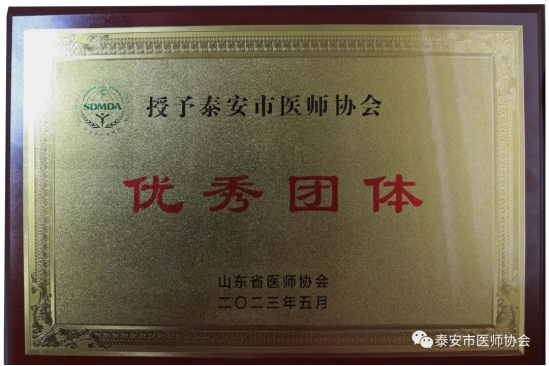 SDMDA
授予泰安市医师协会
优秀团体
山东省医师协会
二〇二三年五月
泰安市医师协会